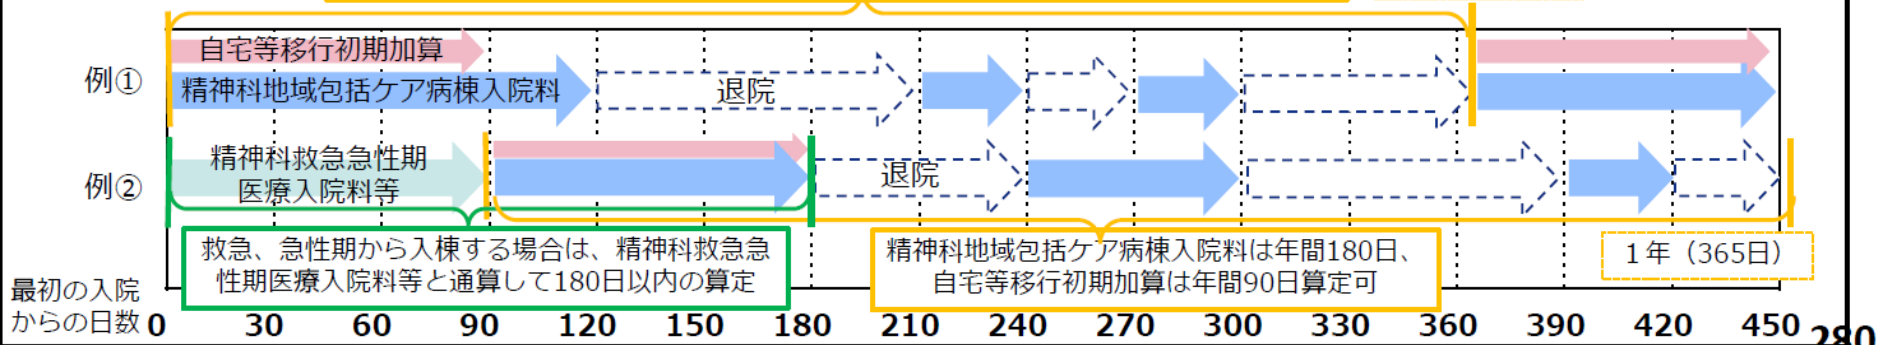 自宅等移行初期加算
例①
精神科地域包括ケア病棟入院料
退院
例②
精神科救急急性期
医療入院料等
退院
救急、急性期から入棟する場合は、精神科救急急
性期医療入院料等と通算して180日以内の算定
精神科地域包括ケア病棟入院料は年間180日、
自宅等移行初期加算は年間90日算定可
1年（365日）
最初の入院
からの日数
0 30 60 90 120 150 180 210 240 270 300 330 360 390 420 450
280